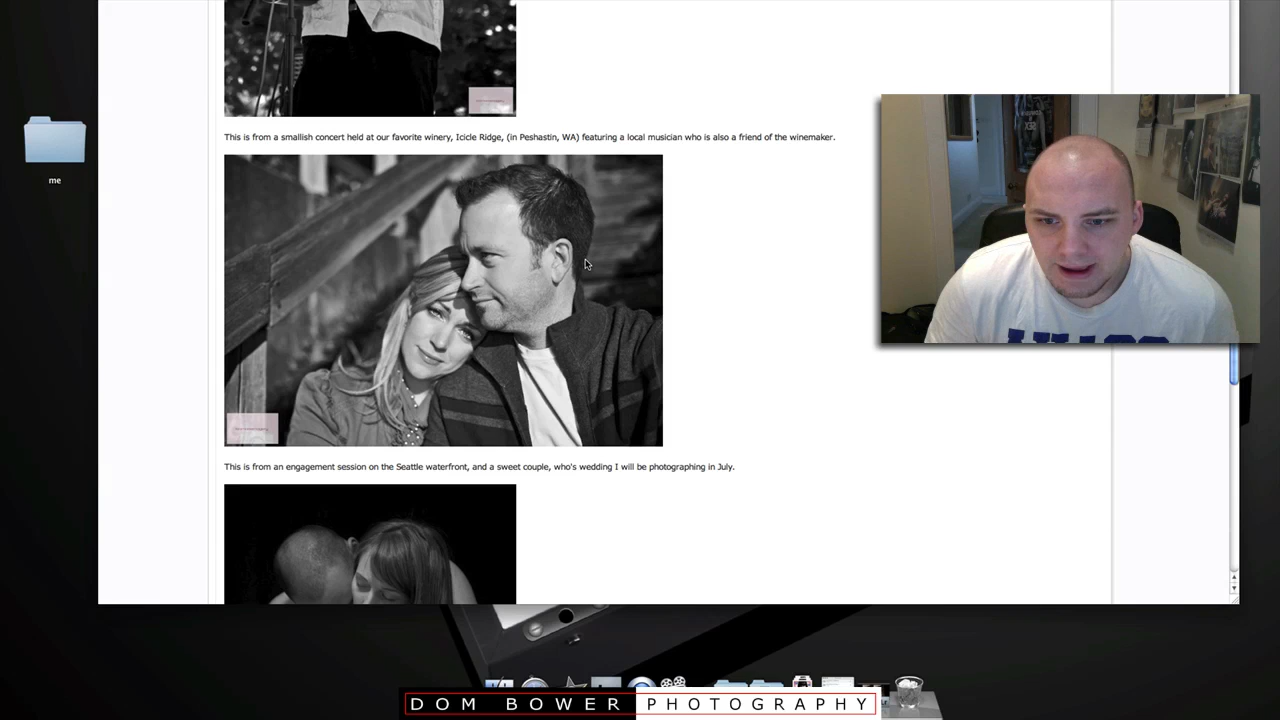 This is from a smallish concert held at our favorite winery, Icicle Ridge, (in Peshastin, WA) featuring a local musician who is also a friend of the winemaker.
me
This is from an engagement session on the Seattle waterfront, and a sweet couple, who's wedding I will be photographing in July.
DOM BOWER PHOTOGRAPHY